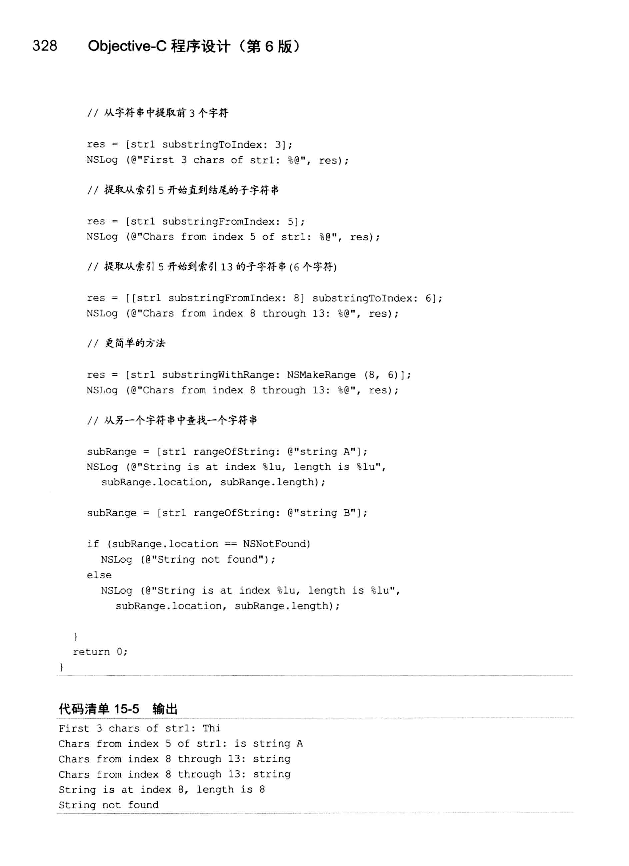 328 Objective-C 程序设计（第 6 版）
// 从字符串中提取前 3 个字符
res = [str1 substringToIndex: 3];
NSLog (@"First 3 chars of str1: %@", res);
// 提取从索引 5 开始直到结尾的子字符串
res = [str1 substringFromIndex: 5];
NSLog (@"Chars from index 5 of str1: %@", res);
// 提取从索引 5 开始到索引 13 的子字符串 (6 个字符)
res = [[str1 substringFromIndex: 8] substringToIndex: 6];
NSLog (@"Chars from index 8 through 13: %@", res);
// 更简单的方法
res = [str1 substringWithRange: NSMakeRange (8, 6)];
NSLog (@"Chars from index 8 through 13: %@", res);
// 从另一个字符串中查找一个字符串
subRange = [str1 rangeOfString: @"string A"];
NSLog (@"String is at index %lu, length is %lu",
subRange.location, subRange.length);
subRange = [str1 rangeOfString: @"string B"];
if (subRange.location == NSNotFound)
NSLog (@"String not found");
else
NSLog (@"String is at index %lu, length is %lu",
subRange.location, subRange.length);
}
return 0;
}
代码清单 15-5 输出
First 3 chars of str1: Thi
Chars from index 5 of str1: is string A
Chars from index 8 through 13: string
Chars from index 8 through 13: string
String is at index 8, length is 8
String not found